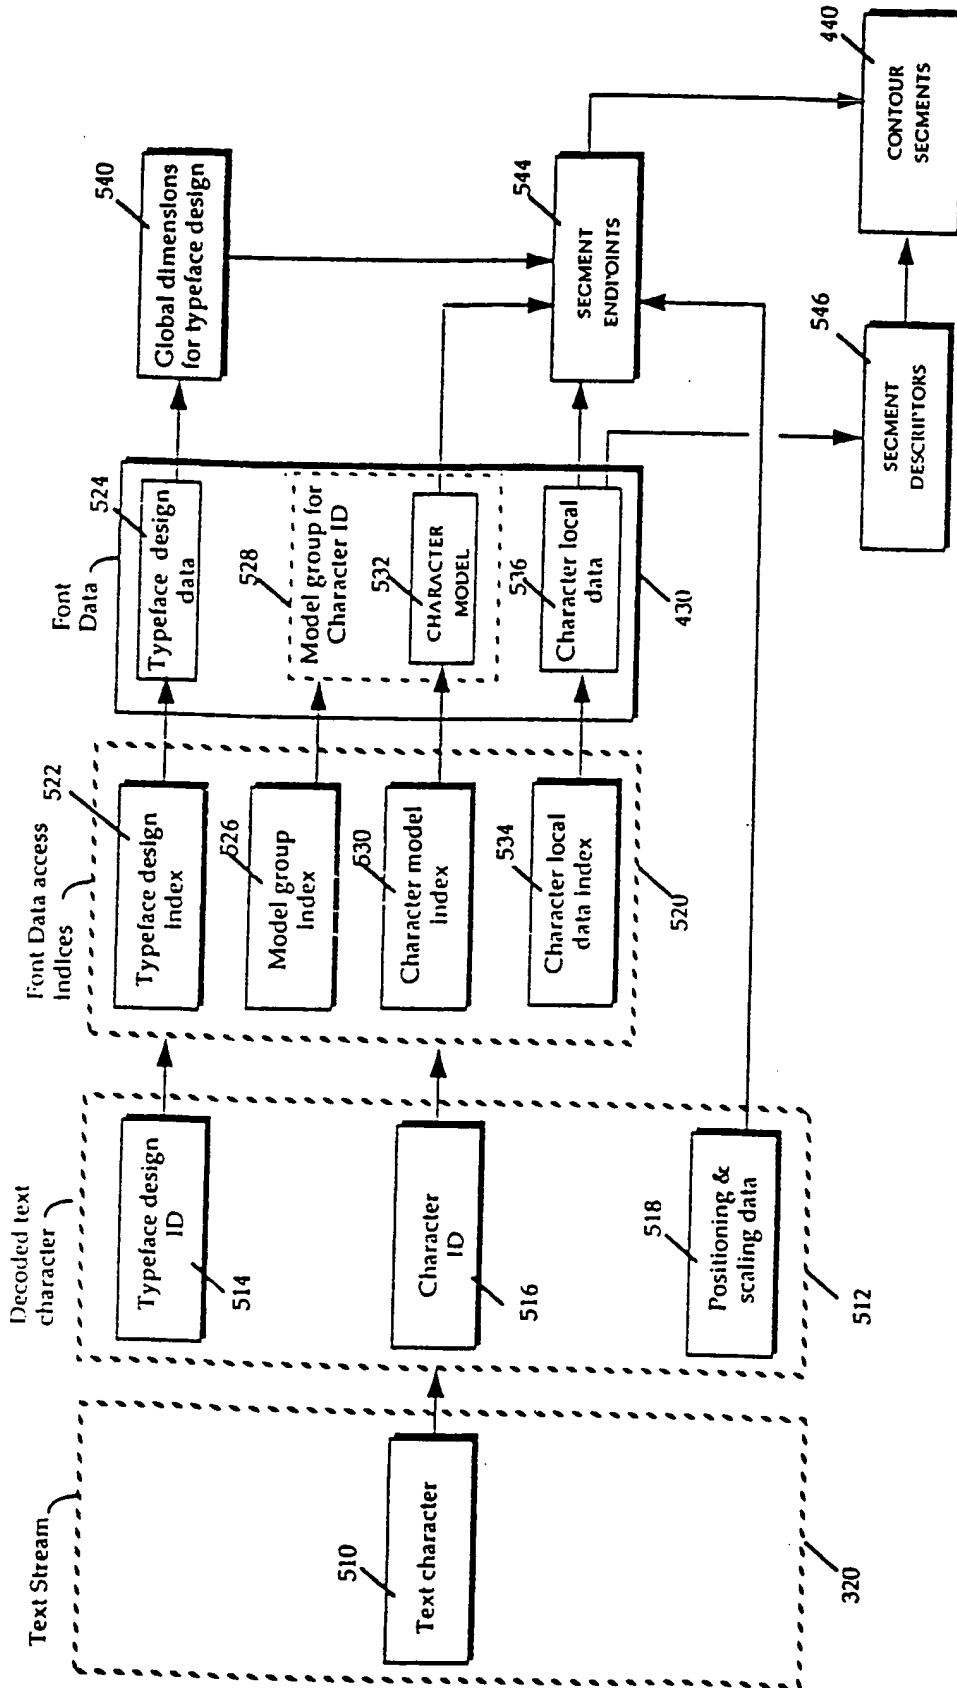 Text Stream
510
Text character
320
Decoded text
character
Typeface design
ID
514
Character
ID
516
518
Positioning &
scaling data
512
Font Data access
Indices
522
Typeface design
Index
526
Model group
Index
530
Character model
Index
534
Character local
data index
520
Font
Data
524
Typeface design
data
528
Model group for
Character ID
532
CHARACTER
MODEL
536
Character local
data
430
540
Global dimensions
for typeface design
544
SEGMENT
ENDPOINTS
546
SEGMENT
DESCRIPTORS
440
CONTOUR
SEGMENTS